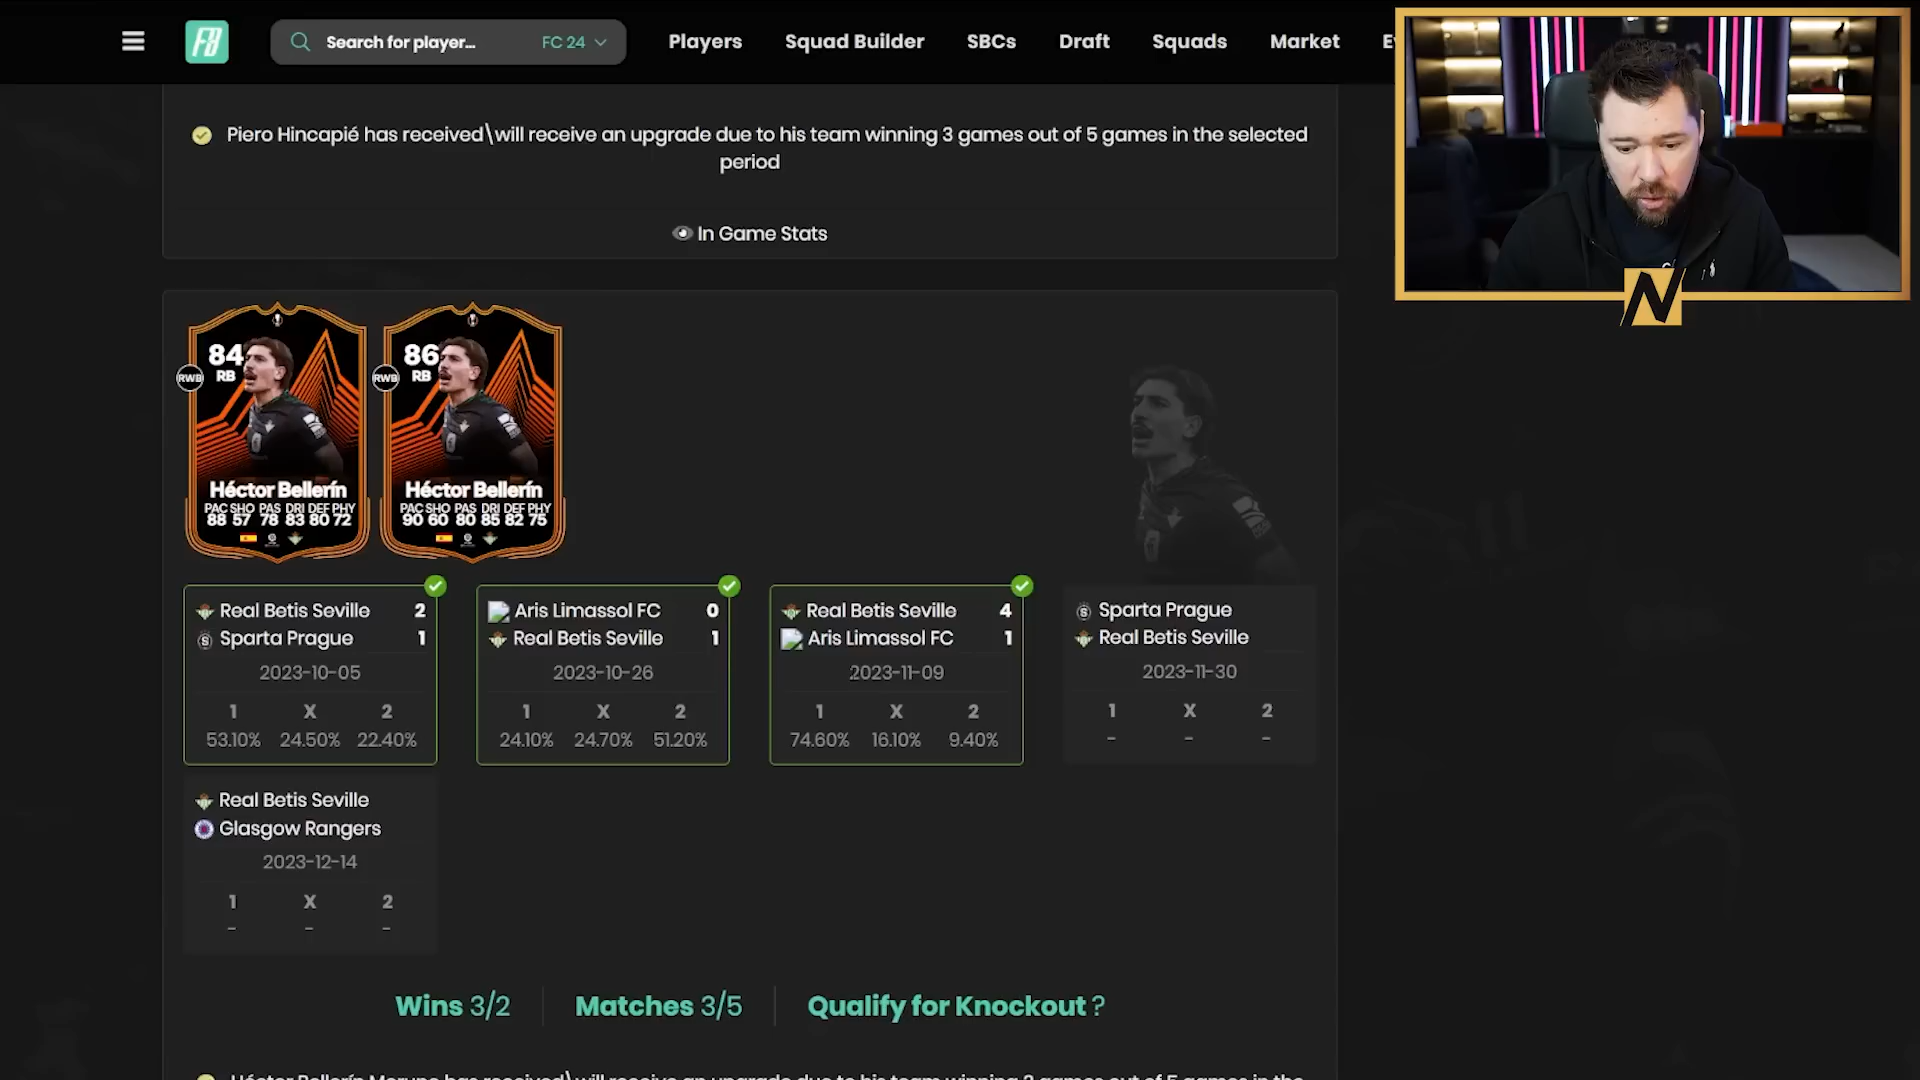 F8
Search for player...
FC 24
Players
Squad Builder
SBCs
Draft
Squads
Market
Piero Hincapié has received\will receive an upgrade due to his team winning 3 games out of 5 games in the selected
period
In Game Stats
84
RB
RWB
Héctor Bellerín
PAC SHO PAS DRI DEF PHY
88 57 78 83 80 72
86
RB
RWB
Héctor Bellerín
PAC SHO PAS DRI DEF PHY
90 60 80 85 82 75
Real Betis Seville 2
Sparta Prague 1
2023-10-05
1 X 2
53.10% 24.50% 22.40%
Aris Limassol FC 0
Real Betis Seville 1
2023-10-26
1 X 2
24.10% 24.70% 51.20%
Real Betis Seville 4
Aris Limassol FC 1
2023-11-09
1 X 2
74.60% 16.10% 9.40%
Sparta Prague
Real Betis Seville
2023-11-30
1 X 2
- - -
Real Betis Seville
Glasgow Rangers
2023-12-14
1 X 2
- - -
Wins 3/2
Matches 3/5
Qualify for Knockout ?
N